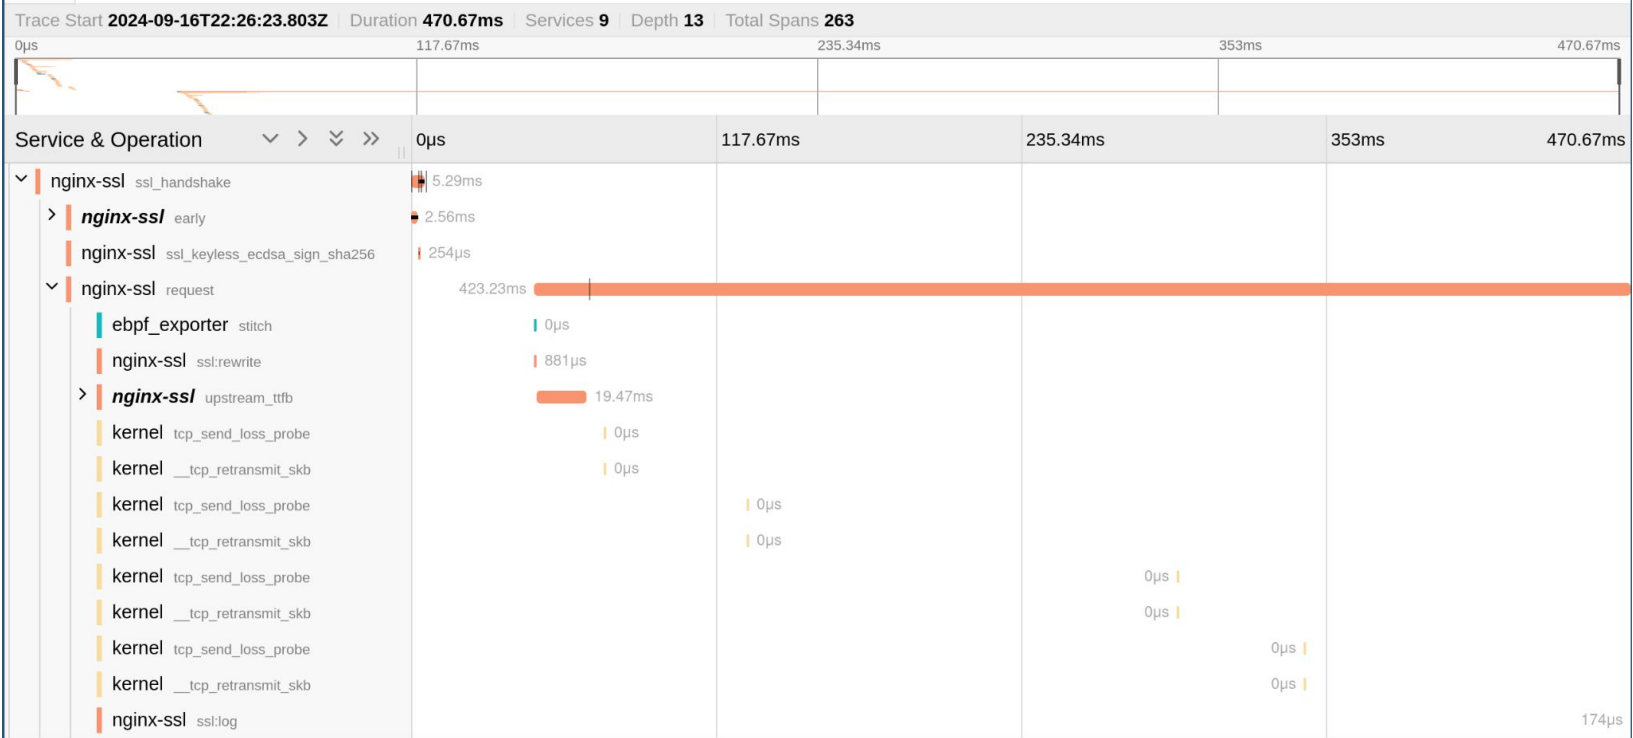 Trace Start 2024-09-16T22:26:23.803Z Duration 470.67ms Services 9 Depth 13 Total Spans 263
0μs 117.67ms 235.34ms 353ms 470.67ms
Service & Operation 0μs 117.67ms 235.34ms 353ms 470.67ms
nginx-ssl ssl_handshake 5.29ms
nginx-ssl early 2.56ms
nginx-ssl ssl_keyless_ecdsa_sign_sha256 254μs
nginx-ssl request 423.23ms
ebpf_exporter stitch 0μs
nginx-ssl ssl:rewrite 881μs
nginx-ssl upstream_ttfb 19.47ms
kernel tcp_send_loss_probe 0μs
kernel __tcp_retransmit_skb 0μs
kernel tcp_send_loss_probe 0μs
kernel __tcp_retransmit_skb 0μs
kernel tcp_send_loss_probe 0μs
kernel __tcp_retransmit_skb 0μs
kernel tcp_send_loss_probe 0μs
kernel __tcp_retransmit_skb 0μs
nginx-ssl ssl:log 174μs